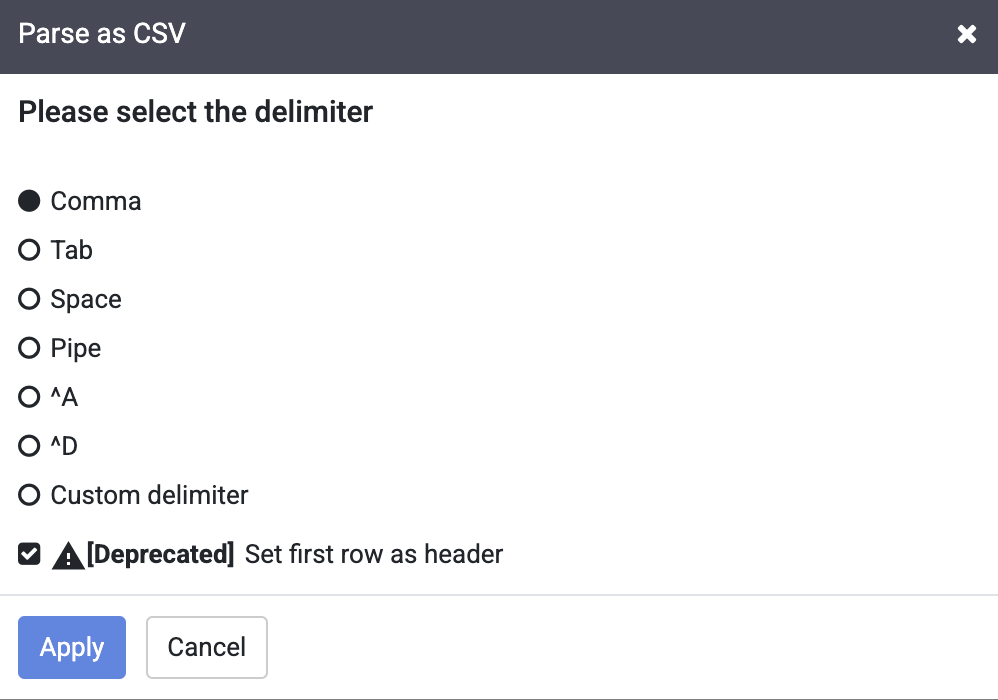 Parse as CSV
Please select the delimiter
Comma
Tab
Space
Pipe
^A
^D
Custom delimiter
[Deprecated] Set first row as header
Apply Cancel